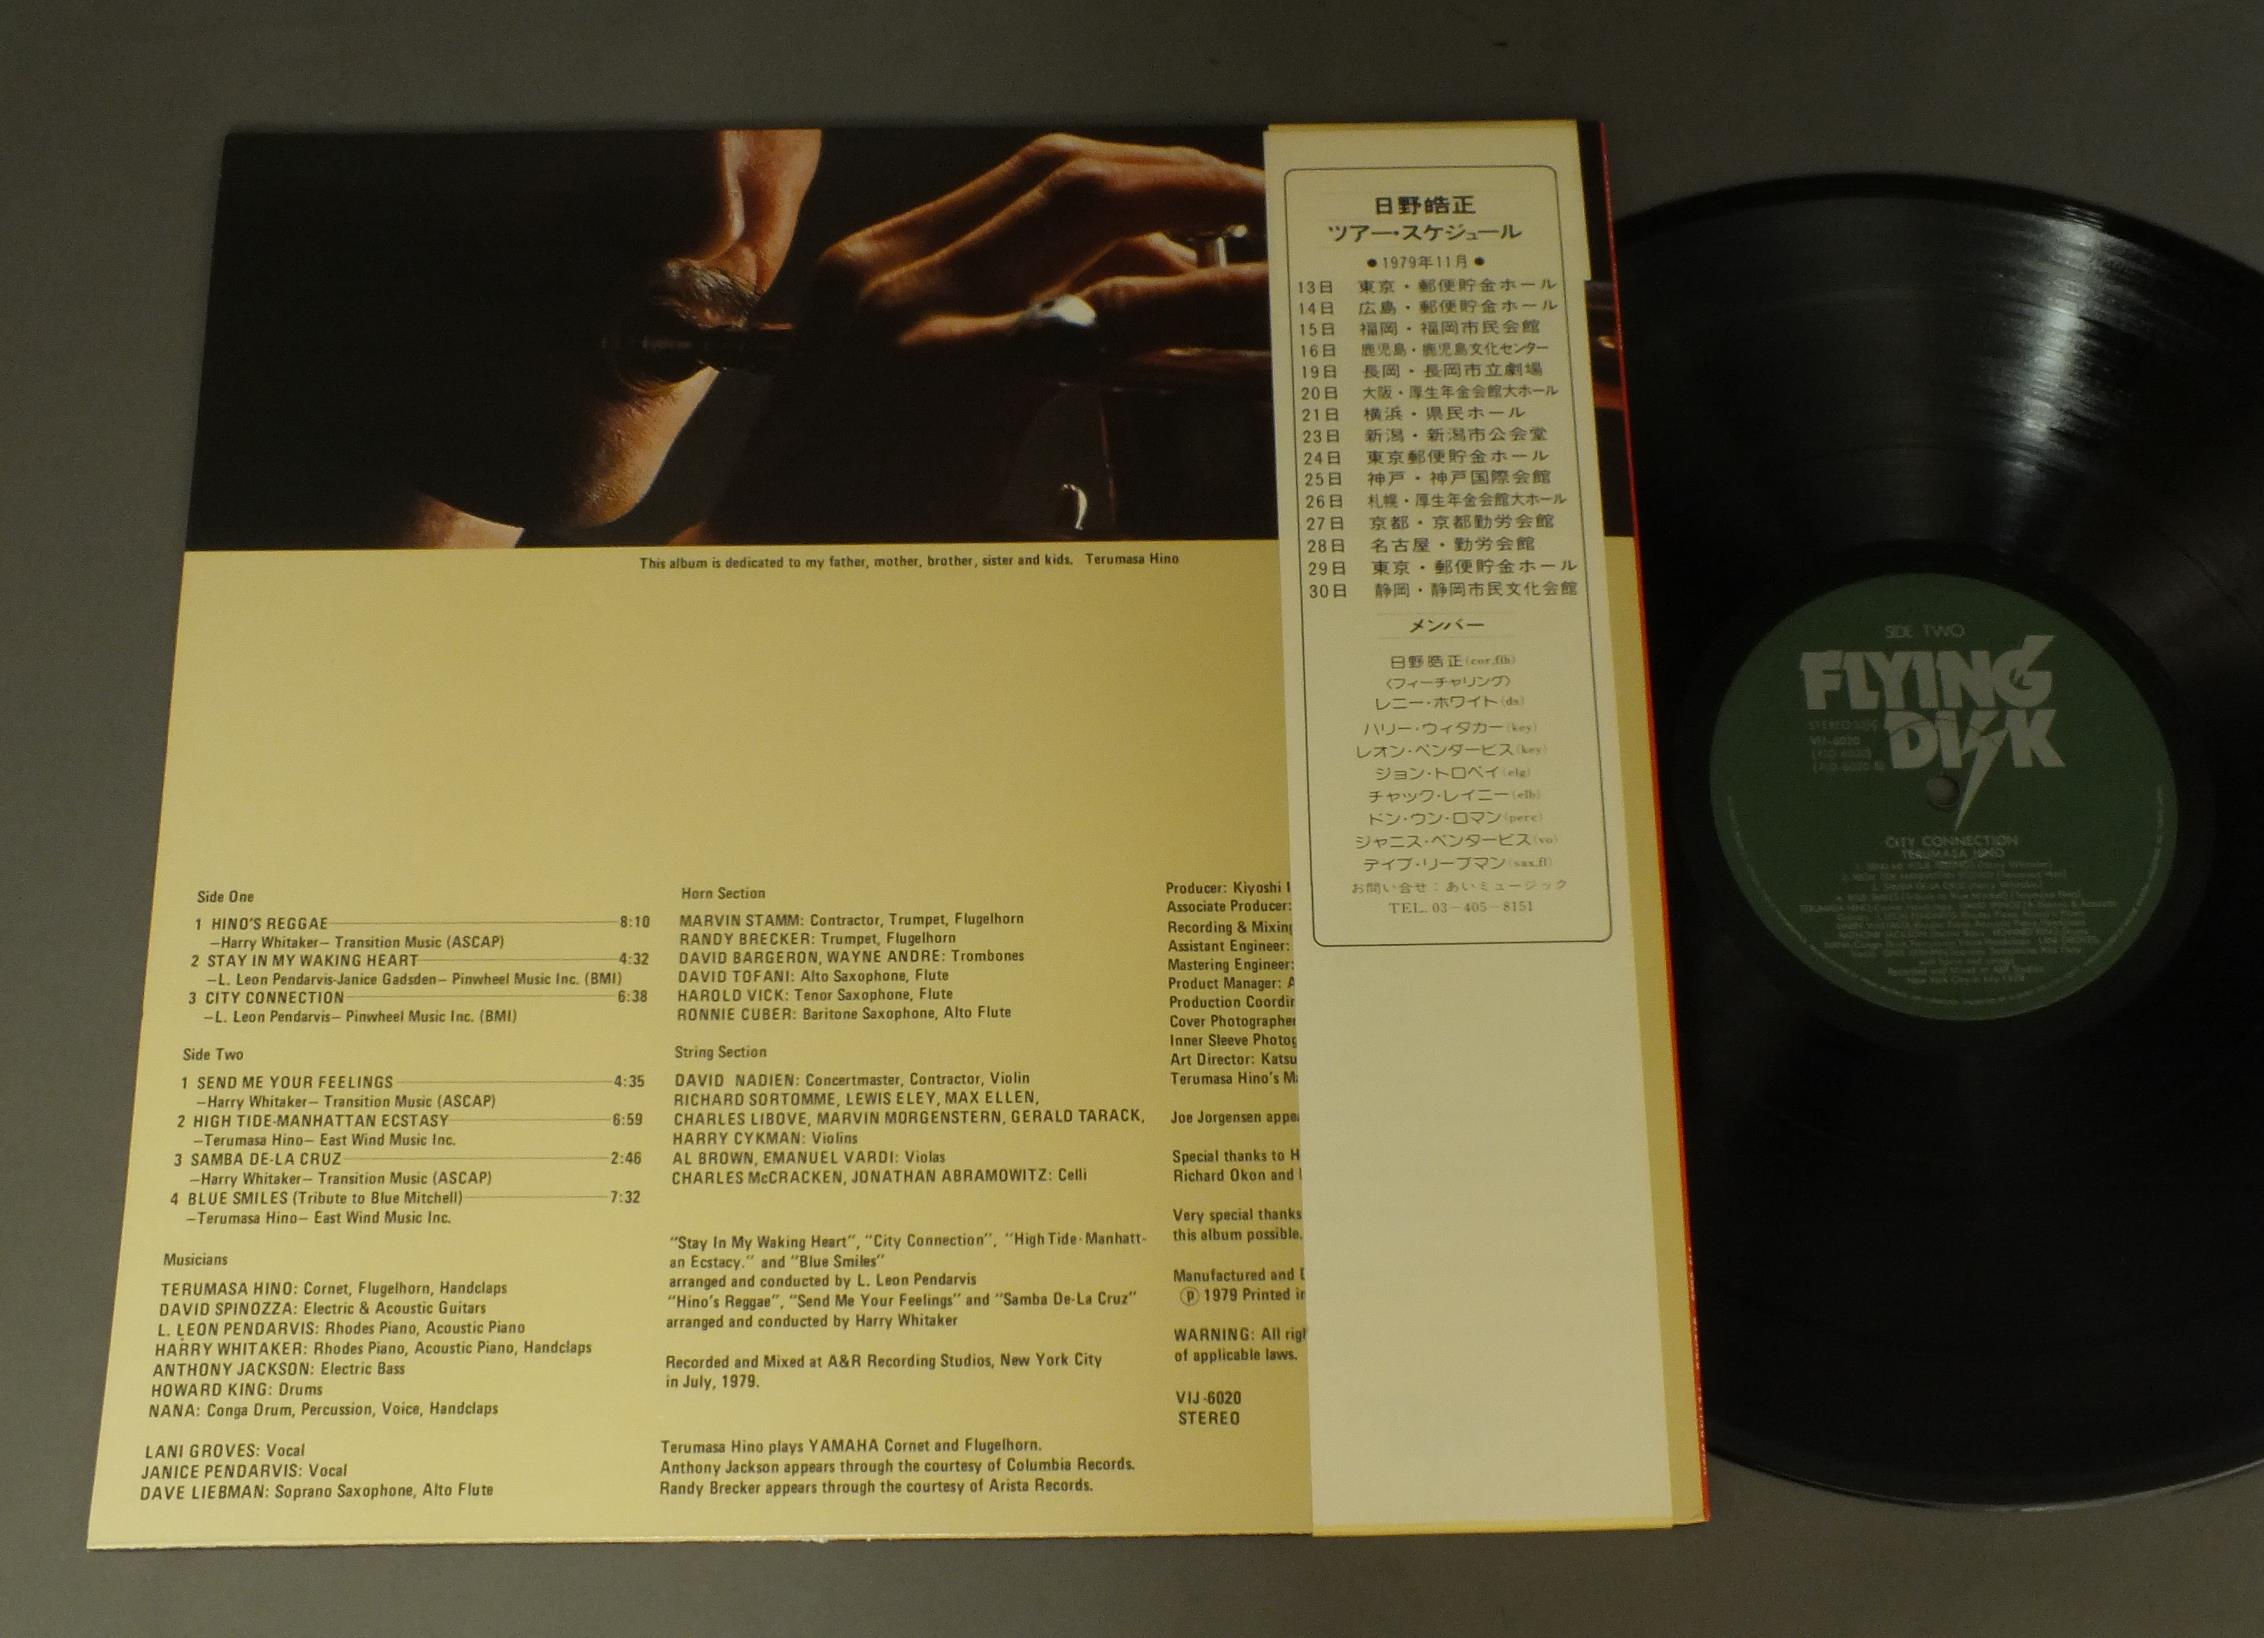 This album is dedicated to my father, mother, brother, sister and kids. Terumasa Hino
Side One
1 HINO'S REGGAE 8:10
–Harry Whitaker– Transition Music (ASCAP)
2 STAY IN MY WAKING HEART 4:32
–L. Leon Pendarvis-Janice Gadsden– Pinwheel Music Inc. (BMI)
3 CITY CONNECTION 6:38
–L. Leon Pendarvis– Pinwheel Music Inc. (BMI)
Side Two
1 SEND ME YOUR FEELINGS 4:35
–Harry Whitaker– Transition Music (ASCAP)
2 HIGH TIDE-MANHATTAN ECSTASY 6:59
–Terumasa Hino– East Wind Music Inc.
3 SAMBA DE-LA CRUZ 2:46
–Harry Whitaker– Transition Music (ASCAP)
4 BLUE SMILES (Tribute to Blue Mitchell) 7:32
–Terumasa Hino– East Wind Music Inc.
Musicians
TERUMASA HINO: Cornet, Flugelhorn, Handclaps
DAVID SPINOZZA: Electric & Acoustic Guitars
L. LEON PENDARVIS: Rhodes Piano, Acoustic Piano
HARRY WHITAKER: Rhodes Piano, Acoustic Piano, Handclaps
ANTHONY JACKSON: Electric Bass
HOWARD KING: Drums
NANA: Conga Drum, Percussion, Voice, Handclaps
LANI GROVES: Vocal
JANICE PENDARVIS: Vocal
DAVE LIEBMAN: Soprano Saxophone, Alto Flute
Horn Section
MARVIN STAMM: Contractor, Trumpet, Flugelhorn
RANDY BRECKER: Trumpet, Flugelhorn
DAVID BARGERON, WAYNE ANDRE: Trombones
DAVID TOFANI: Alto Saxophone, Flute
HAROLD VICK: Tenor Saxophone, Flute
RONNIE CUBER: Baritone Saxophone, Alto Flute
String Section
DAVID NADIEN: Concertmaster, Contractor, Violin
RICHARD SORTOMME, LEWIS ELEY, MAX ELLEN,
CHARLES LIBOVE, MARVIN MORGENSTERN, GERALD TARACK,
HARRY CYKMAN: Violins
AL BROWN, EMANUEL VARDI: Violas
CHARLES McCRACKEN, JONATHAN ABRAMOWITZ: Celli
"Stay In My Waking Heart", "City Connection", "High Tide-Manhatt-
an Ecstacy." and "Blue Smiles"
arranged and conducted by L. Leon Pendarvis
"Hino's Reggae", "Send Me Your Feelings" and "Samba De-La Cruz"
arranged and conducted by Harry Whitaker
Recorded and Mixed at A&R Recording Studios, New York City
in July, 1979.
Terumasa Hino plays YAMAHA Cornet and Flugelhorn.
Anthony Jackson appears through the courtesy of Columbia Records.
Randy Brecker appears through the courtesy of Arista Records.
Producer: Kiyoshi
Associate Producer:
Recording & Mixing
Assistant Engineer:
Mastering Engineer:
Product Manager:
Production
Cover Photographer
Inner Sleeve
Art Director:
Terumasa Hino's
Joe Jorgensen
Special thanks to
Richard Okon and
Very special thanks
this album possible.
Manufactured and
Ⓟ 1979 Printed
WARNING: All
of applicable laws.
VIJ-6020
STEREO
日野皓正
ツアー・スケジュール
●1979年11月●
13日 東京・郵便貯金ホール
14日 広島・郵便貯金ホール
15日 福岡・福岡市民会館
16日 鹿児島・鹿児島文化センター
19日 長岡・長岡市立劇場
20日 大阪・厚生年金会館大ホール
21日 横浜・県民ホール
23日 新潟・新潟市公会堂
24日 東京郵便貯金ホール
25日 神戸・神戸国際会館
26日 札幌・厚生年金会館大ホール
27日 京都・京都勤労会館
28日 名古屋・勤労会館
29日 東京・郵便貯金ホール
30日 静岡・静岡市民文化会館
メンバー
日野皓正(cor,flh)
〈フィーチャリング〉
レニー・ホワイト(ds)
ハリー・ウィタカー(key)
レオン・ペンダービス(key)
ジョン・トロペイ(elg)
チャック・レイニー(elb)
ドン・ウン・ロマン(perc)
ジャニス・ペンタービス(vo)
デイブ・リーブマン(sax,fl)
お問い合せ：あいミュージック
TEL. 03-405-8151
SIDE TWO
FLYING
DISK
VIJ-6020
CITY CONNECTION
TERUMASA HINO